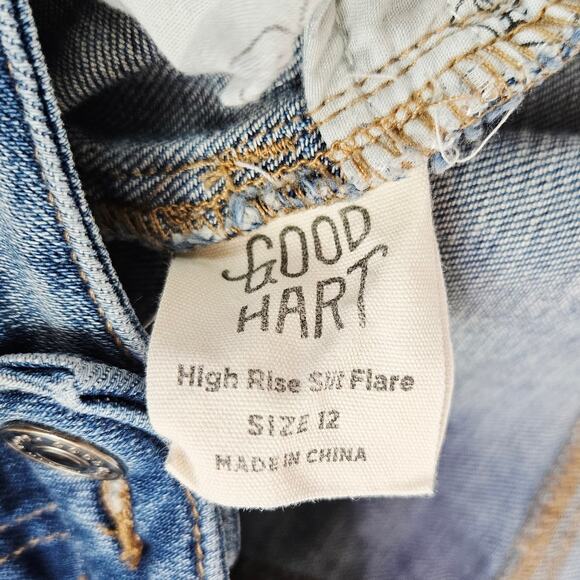 GOOD
HART
High Rise Slit Flare
SIZE 12
MADE IN CHINA